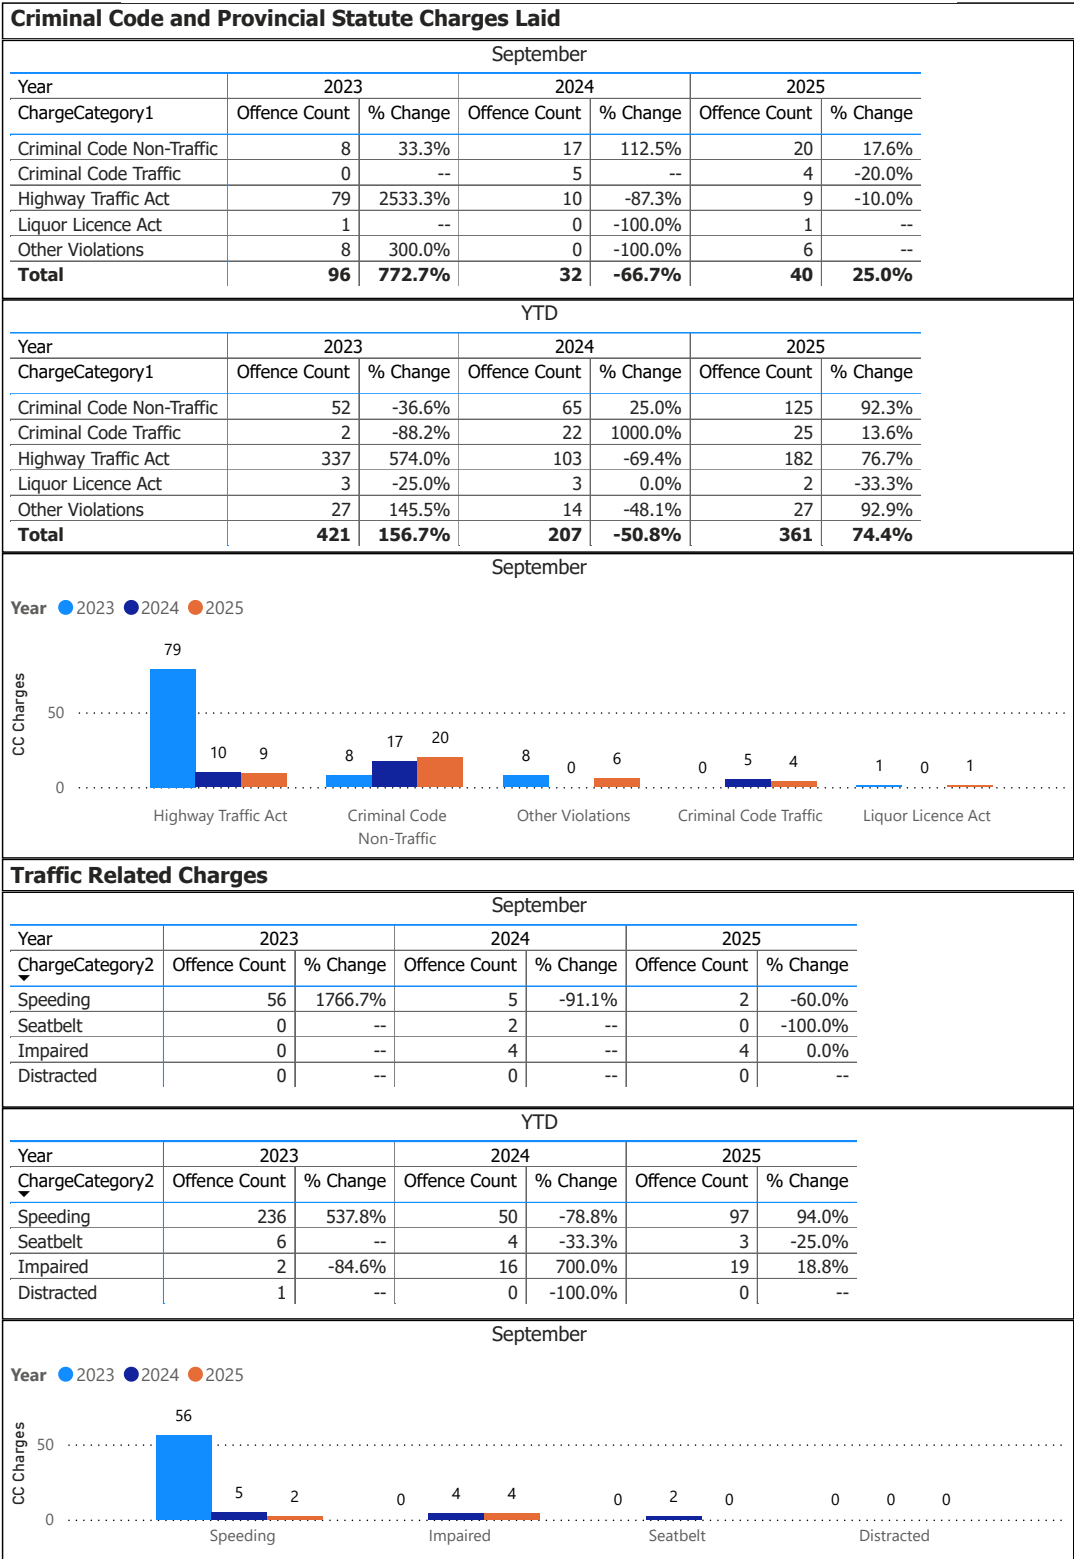 Criminal Code and Provincial Statute Charges Laid
September
Year 2023 2024 2025
ChargeCategory1 Offence Count % Change Offence Count % Change Offence Count % Change
Criminal Code Non-Traffic 8 33.3% 17 112.5% 20 17.6%
Criminal Code Traffic 0 -- 5 -- 4 -20.0%
Highway Traffic Act 79 2533.3% 10 -87.3% 9 -10.0%
Liquor Licence Act 1 -- 0 -100.0% 1 --
Other Violations 8 300.0% 0 -100.0% 6 --
Total 96 772.7% 32 -66.7% 40 25.0%
YTD
Year 2023 2024 2025
ChargeCategory1 Offence Count % Change Offence Count % Change Offence Count % Change
Criminal Code Non-Traffic 52 -36.6% 65 25.0% 125 92.3%
Criminal Code Traffic 2 -88.2% 22 1000.0% 25 13.6%
Highway Traffic Act 337 574.0% 103 -69.4% 182 76.7%
Liquor Licence Act 3 -25.0% 3 0.0% 2 -33.3%
Other Violations 27 145.5% 14 -48.1% 27 92.9%
Total 421 156.7% 207 -50.8% 361 74.4%
September
Year 2023 2024 2025
CC Charges
50
0
79 10 9 8 17 20 8 0 6 0 5 4 1 0 1
Highway Traffic Act Criminal Code Other Violations Criminal Code Traffic Liquor Licence Act
Non-Traffic
Traffic Related Charges
September
Year 2023 2024 2025
ChargeCategory2 Offence Count % Change Offence Count % Change Offence Count % Change
Speeding 56 1766.7% 5 -91.1% 2 -60.0%
Seatbelt 0 -- 2 -- 0 -100.0%
Impaired 0 -- 4 -- 4 0.0%
Distracted 0 -- 0 -- 0 --
YTD
Year 2023 2024 2025
ChargeCategory2 Offence Count % Change Offence Count % Change Offence Count % Change
Speeding 236 537.8% 50 -78.8% 97 94.0%
Seatbelt 6 -- 4 -33.3% 3 -25.0%
Impaired 2 -84.6% 16 700.0% 19 18.8%
Distracted 1 -- 0 -100.0% 0 --
September
Year 2023 2024 2025
CC Charges
50
0
56 5 2 0 4 4 0 2 0 0 0 0
Speeding Impaired Seatbelt Distracted